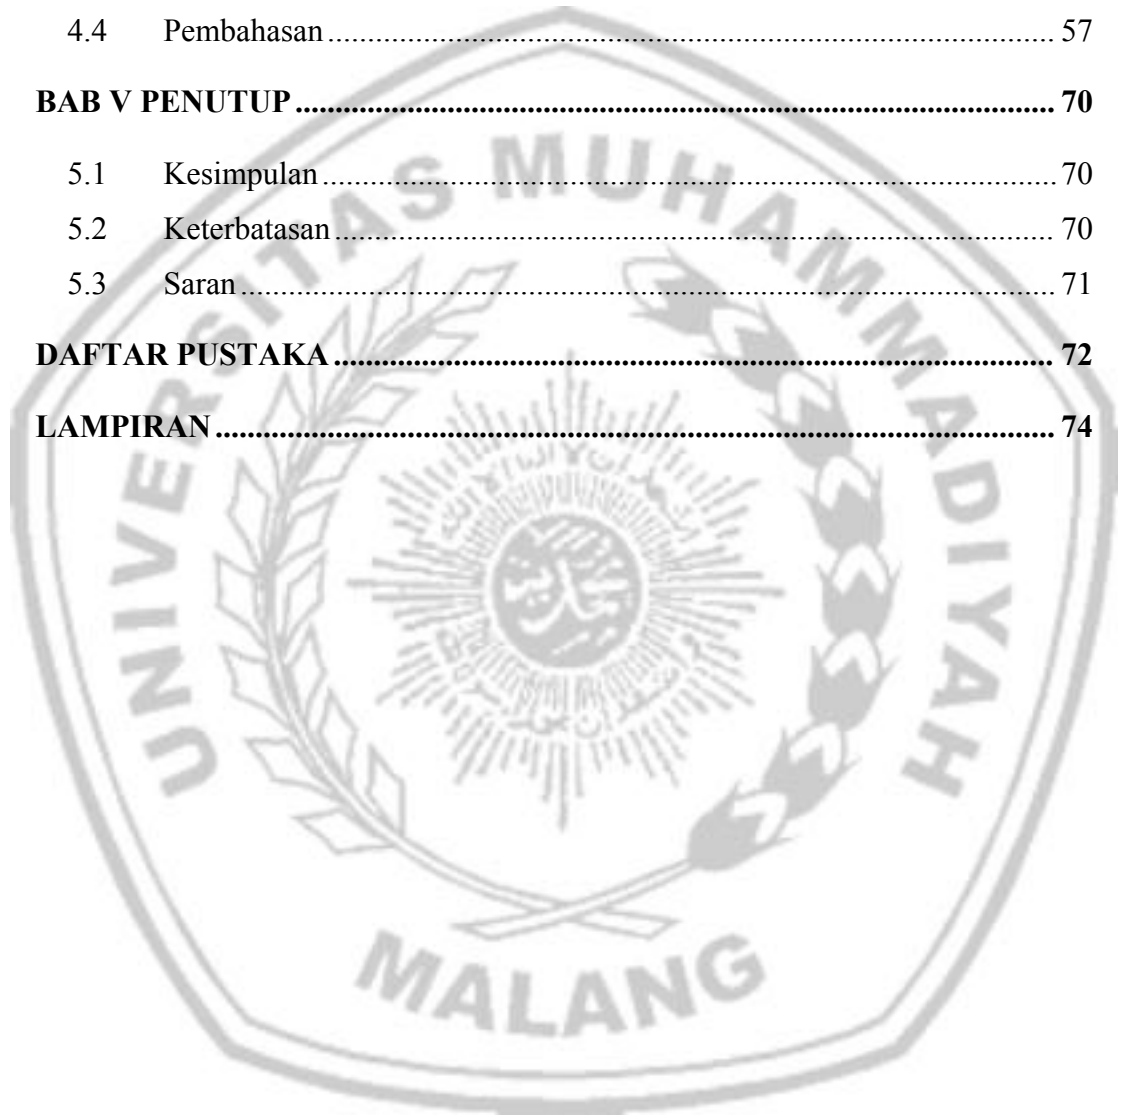 4.4 Pembahasan ........................................................................................... 57
BAB V PENUTUP ............................................................................................... 70
5.1 Kesimpulan ............................................................................................ 70
5.2 Keterbatasan .......................................................................................... 70
5.3 Saran ...................................................................................................... 71
DAFTAR PUSTAKA .......................................................................................... 72
LAMPIRAN ......................................................................................................... 74
UNIVERSITAS MUHAMMADIYAH
MALANG